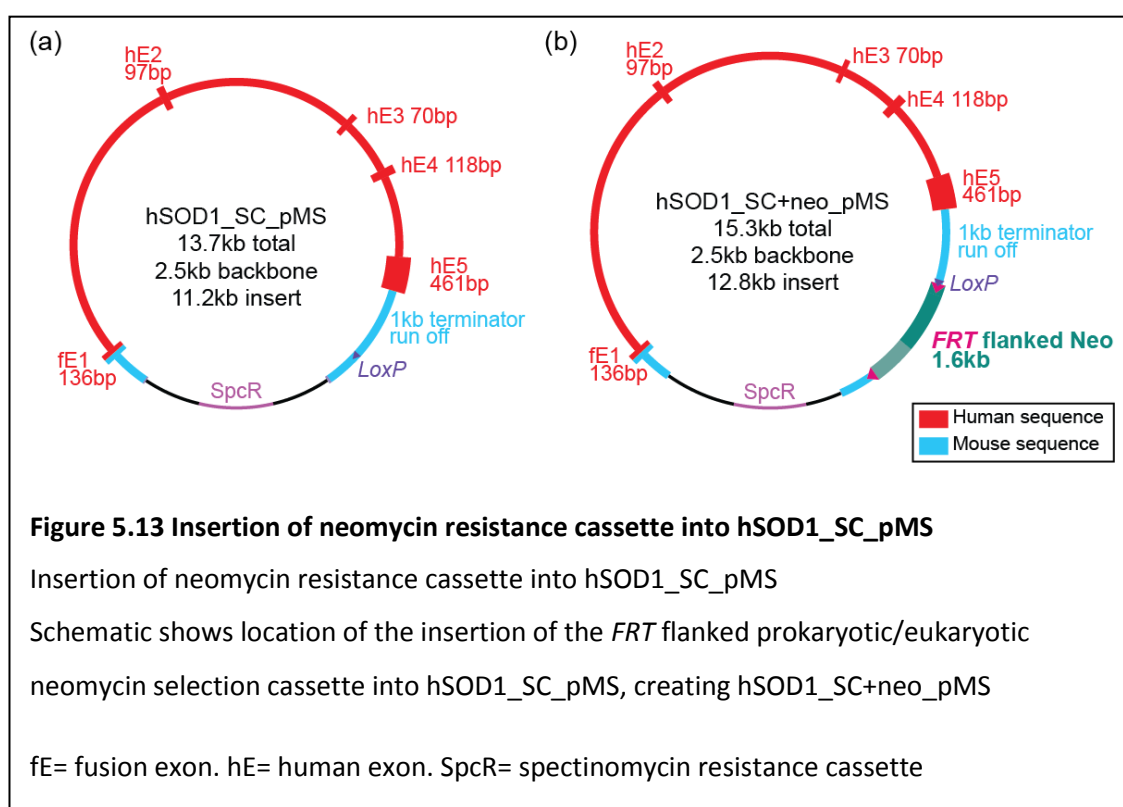 (a)
hE2
97bp
hE3 70bp
hE4 118bp
hSOD1_SC_pMS
13.7kb total
2.5kb backbone
11.2kb insert
hE5
461bp
1kb terminator
run off
LoxP
fE1
136bp
SpcR
(b)
hE2
97bp
hE3 70bp
hE4 118bp
hSOD1_SC+neo_pMS
15.3kb total
2.5kb backbone
12.8kb insert
hE5
461bp
1kb terminator
run off
LoxP
FRT flanked Neo
1.6kb
fE1
136bp
SpcR
Human sequence
Mouse sequence
Figure 5.13 Insertion of neomycin resistance cassette into hSOD1_SC_pMS
Insertion of neomycin resistance cassette into hSOD1_SC_pMS
Schematic shows location of the insertion of the FRT flanked prokaryotic/eukaryotic
neomycin selection cassette into hSOD1_SC_pMS, creating hSOD1_SC+neo_pMS
fE= fusion exon. hE= human exon. SpcR= spectinomycin resistance cassette